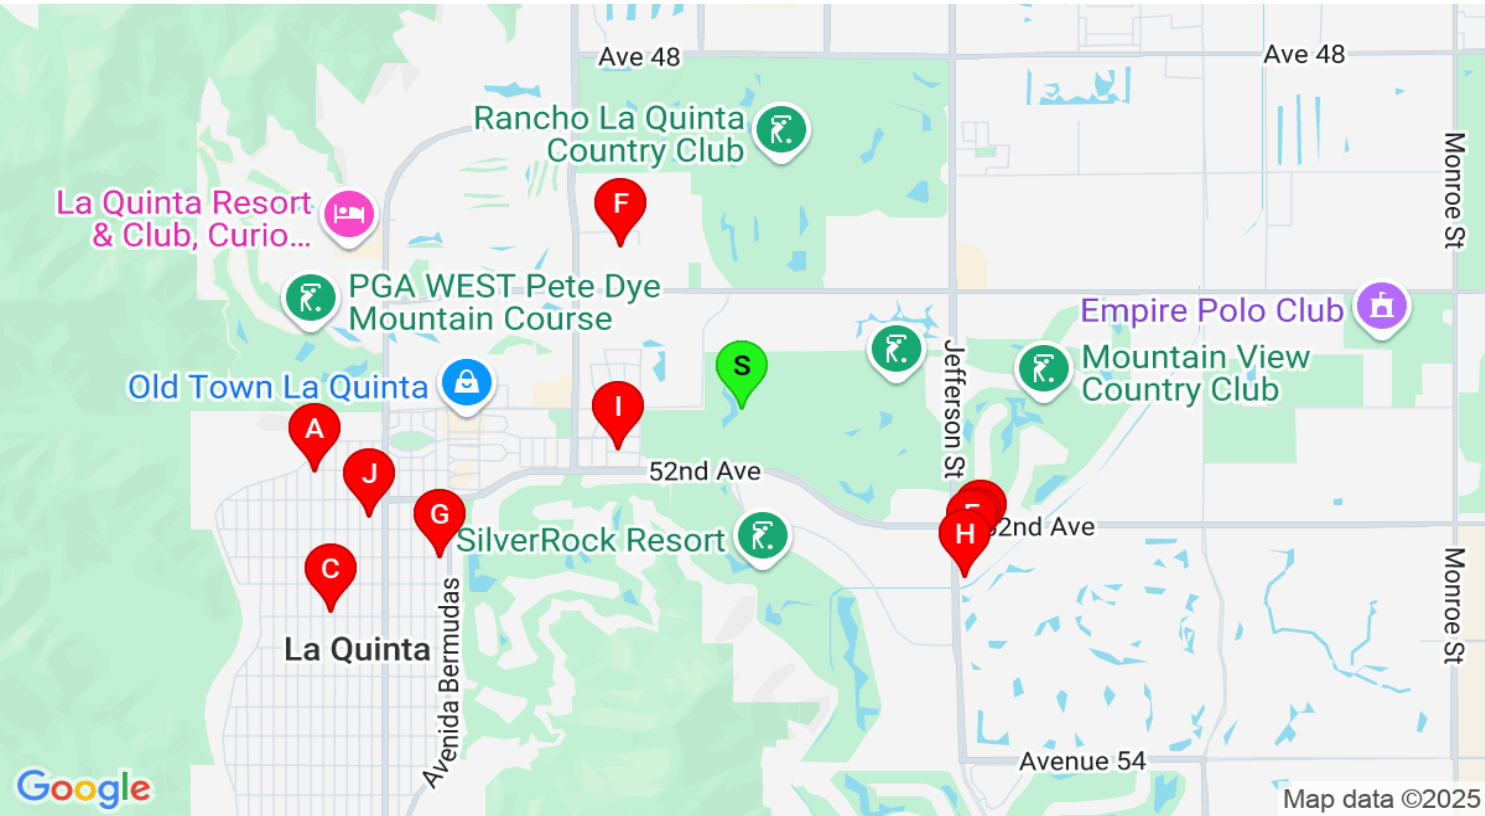 Ave 48
Ave 48
Rancho La Quinta
Country Club
Monroe St
La Quinta Resort
& Club, Curio...
F
PGA WEST Pete Dye
Mountain Course
Empire Polo Club
Jefferson St
Mountain View
Country Club
S
Old Town La Quinta
I
A
J
52nd Ave
G
SilverRock Resort
H
52nd Ave
C
La Quinta
Avenida Bermudas
Monroe St
Avenue 54
Google
Map data ©2025